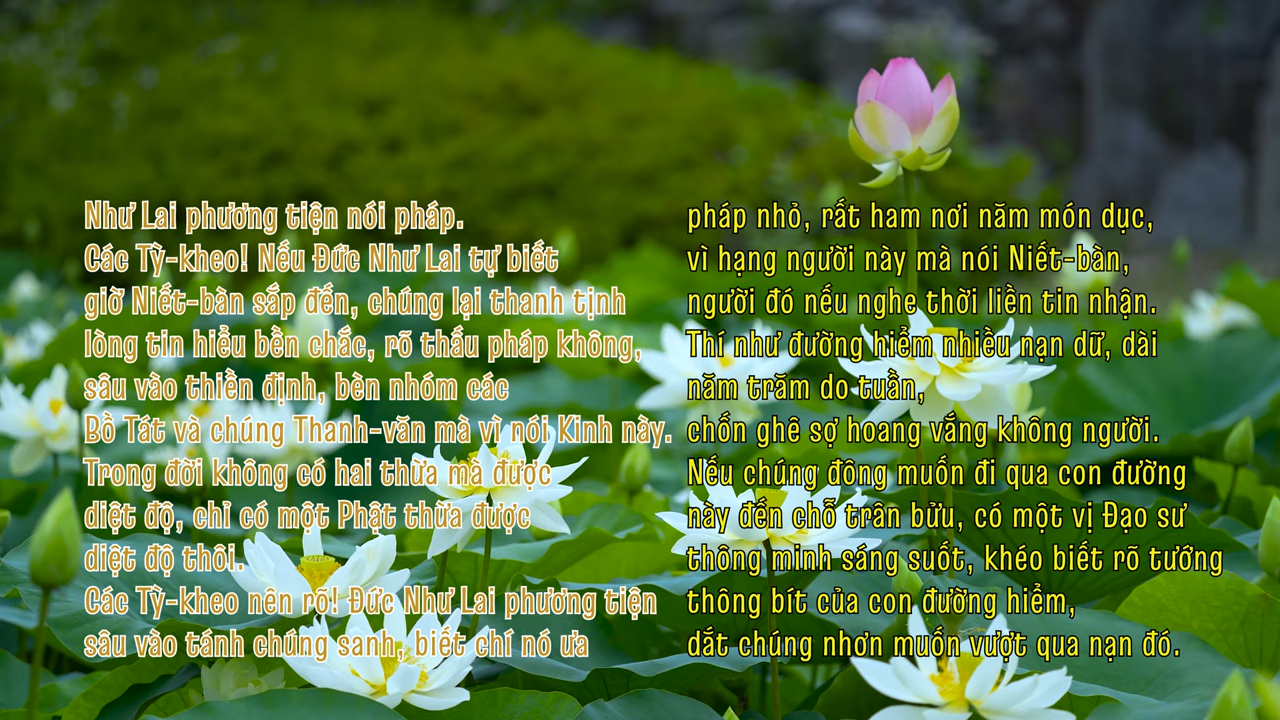 Như Lai phương tiện nói pháp.
Các Tỳ-kheo! Nếu Đức Như Lai tự biết
giờ Niết-bàn sắp đến, chúng lại thanh tịnh
lòng tin hiểu bền chắc, rõ thấu pháp không,
sâu vào thiền định, bèn nhóm các
Bồ Tát và chúng Thanh-văn mà vì nói Kinh này.
Trong đời không có hai thừa mà được
diệt độ, chỉ có một Phật thừa được
diệt độ thôi.
Các Tỳ-kheo nên rõ! Đức Như Lai phương tiện
sâu vào tánh chúng sanh, biết chí nó ưa
pháp nhỏ, rất ham nơi năm món dục,
vì hạng người này mà nói Niết-bàn,
người đó nếu nghe thời liền tin nhận.
Thí như đường hiểm nhiều nạn dữ, dài
năm trăm do tuần,
chốn ghê sợ hoang vắng không người.
Nếu chúng đông muốn đi qua con đường
này đến chỗ trân bửu, có một vị Đạo sư
thông minh sáng suốt, khéo biết rõ tướng
thông bít của con đường hiểm,
dắt chúng nhơn muốn vượt qua nạn đó.